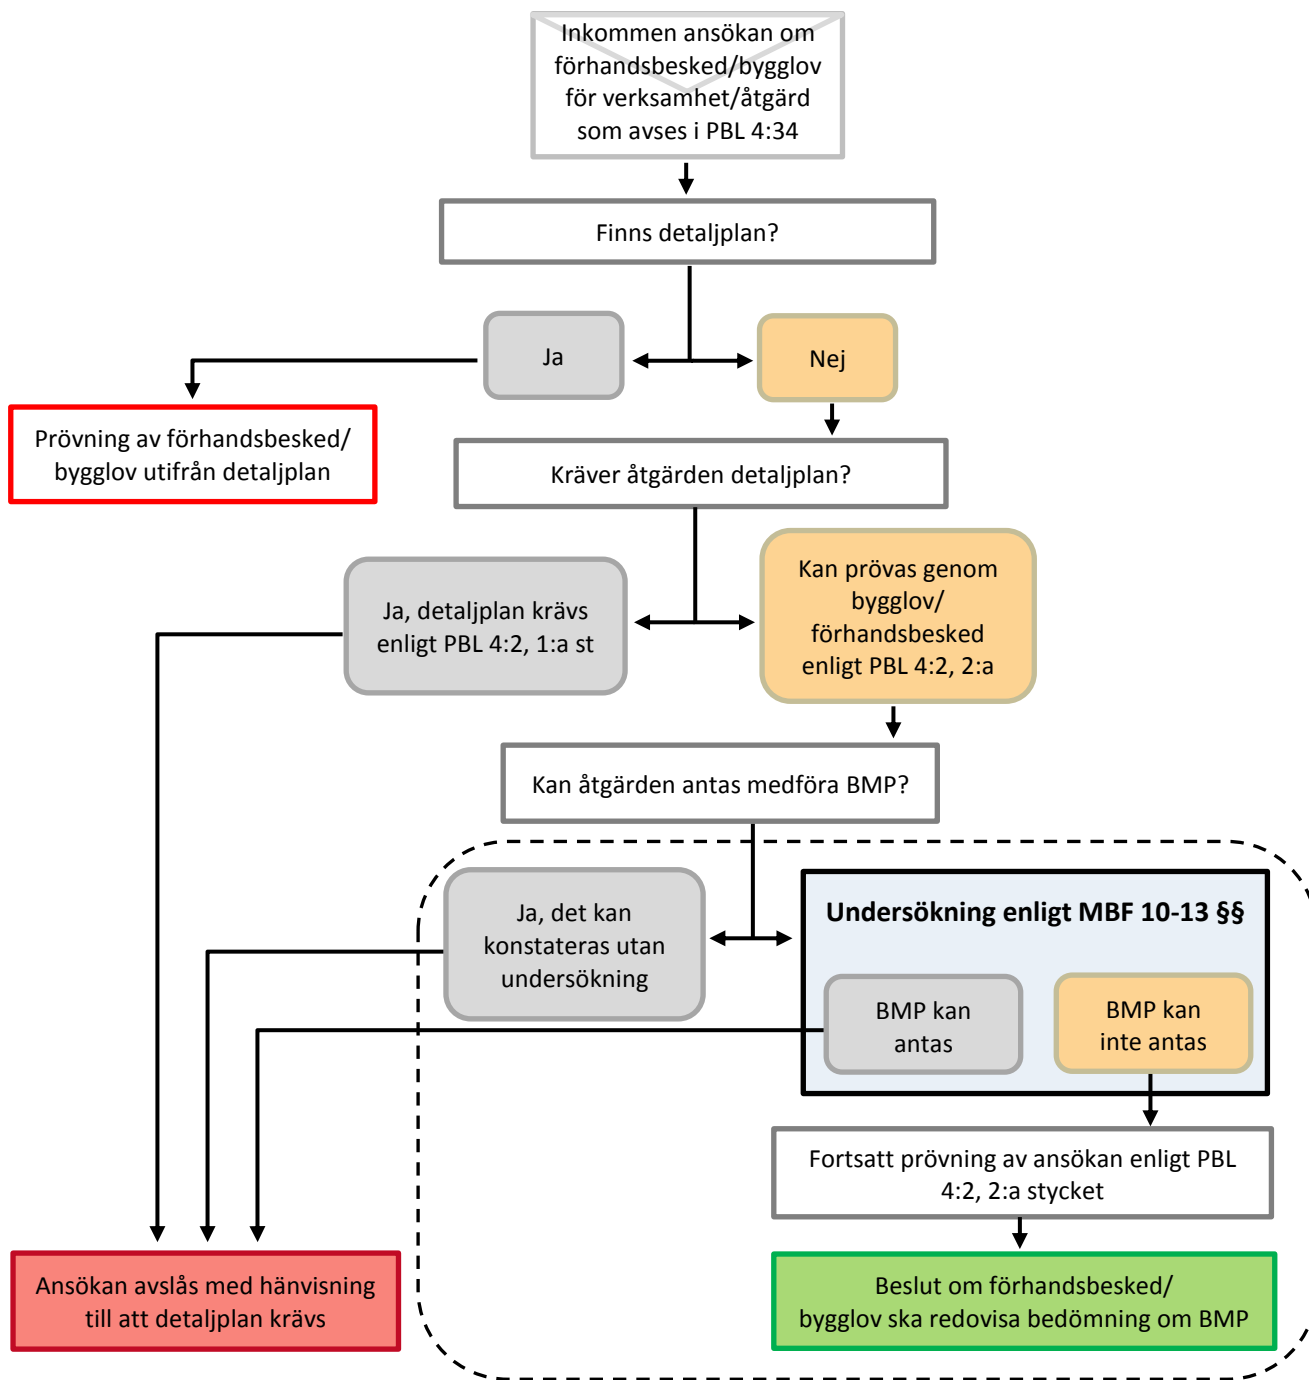 Inkommen ansökan om
förhandsbesked/bygglov
för verksamhet/åtgärd
som avses i PBL 4:34
Finns detaljplan?
Ja
Nej
Prövning av förhandsbesked/
bygglov utifrån detaljplan
Kräver åtgärden detaljplan?
Ja, detaljplan krävs
enligt PBL 4:2, 1:a st
Kan prövas genom
bygglov/
förhandsbesked
enligt PBL 4:2, 2:a
Kan åtgärden antas medföra BMP?
Ja, det kan
konstateras utan
undersökning
Undersökning enligt MBF 10-13 §§
BMP kan
antas
BMP kan
inte antas
Fortsatt prövning av ansökan enligt PBL
4:2, 2:a stycket
Ansökan avslås med hänvisning
till att detaljplan krävs
Beslut om förhandsbesked/
bygglov ska redovisa bedömning om BMP